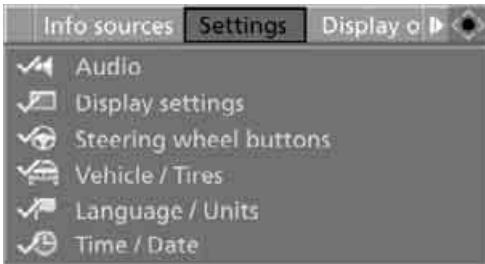 Info sources Settings Display o
Audio
Display settings
Steering wheel buttons
Vehicle / Tires
Language / Units
Time / Date